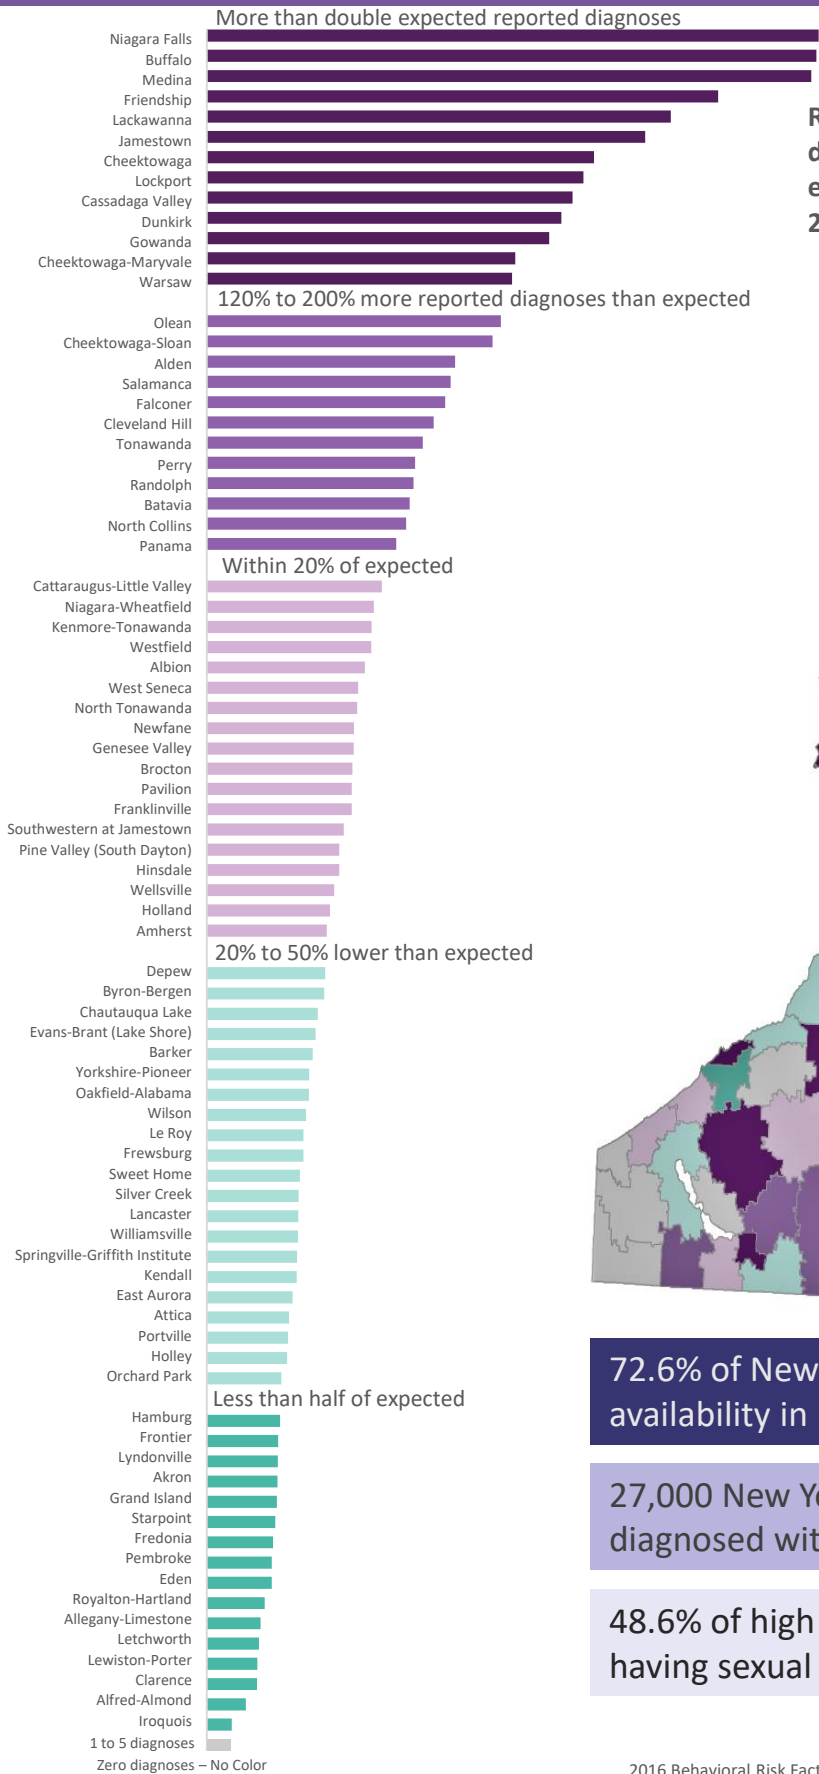 More than double expected reported diagnoses
Niagara Falls
Buffalo
Medina
Friendship
Lackawanna
Jamestown
Cheektowaga
Lockport
Cassadaga Valley
Dunkirk
Gowanda
Cheektowaga-Maryvale
Warsaw
120% to 200% more reported diagnoses than expected
Olean
Cheektowaga-Sloan
Alden
Salamanca
Falconer
Cleveland Hill
Tonawanda
Perry
Randolph
Batavia
North Collins
Panama
Within 20% of expected
Cattaraugus-Little Valley
Niagara-Wheatfield
Kenmore-Tonawanda
Westfield
Albion
West Seneca
North Tonawanda
Newfane
Genesee Valley
Brocton
Pavilion
Franklinville
Southwestern at Jamestown
Pine Valley (South Dayton)
Hinsdale
Wellsville
Holland
Amherst
20% to 50% lower than expected
Depew
Byron-Bergen
Chautauqua Lake
Evans-Brant (Lake Shore)
Barker
Yorkshire-Pioneer
Oakfield-Alabama
Wilson
Le Roy
Frewsburg
Sweet Home
Silver Creek
Lancaster
Williamsville
Springville-Griffith Institute
Kendall
East Aurora
Attica
Portville
Holley
Orchard Park
Less than half of expected
Hamburg
Frontier
Lyndonville
Akron
Grand Island
Starpoint
Fredonia
Pembroke
Eden
Royalton-Hartland
Allegany-Limestone
Letchworth
Lewiston-Porter
Clarence
Alfred-Almond
Iroquois
1 to 5 diagnoses
Zero diagnoses – No Color
R
d
e
2
72.6% of New
availability in
27,000 New Yo
diagnosed wit
48.6% of high
having sexual
2016 Behavioral Risk Fact